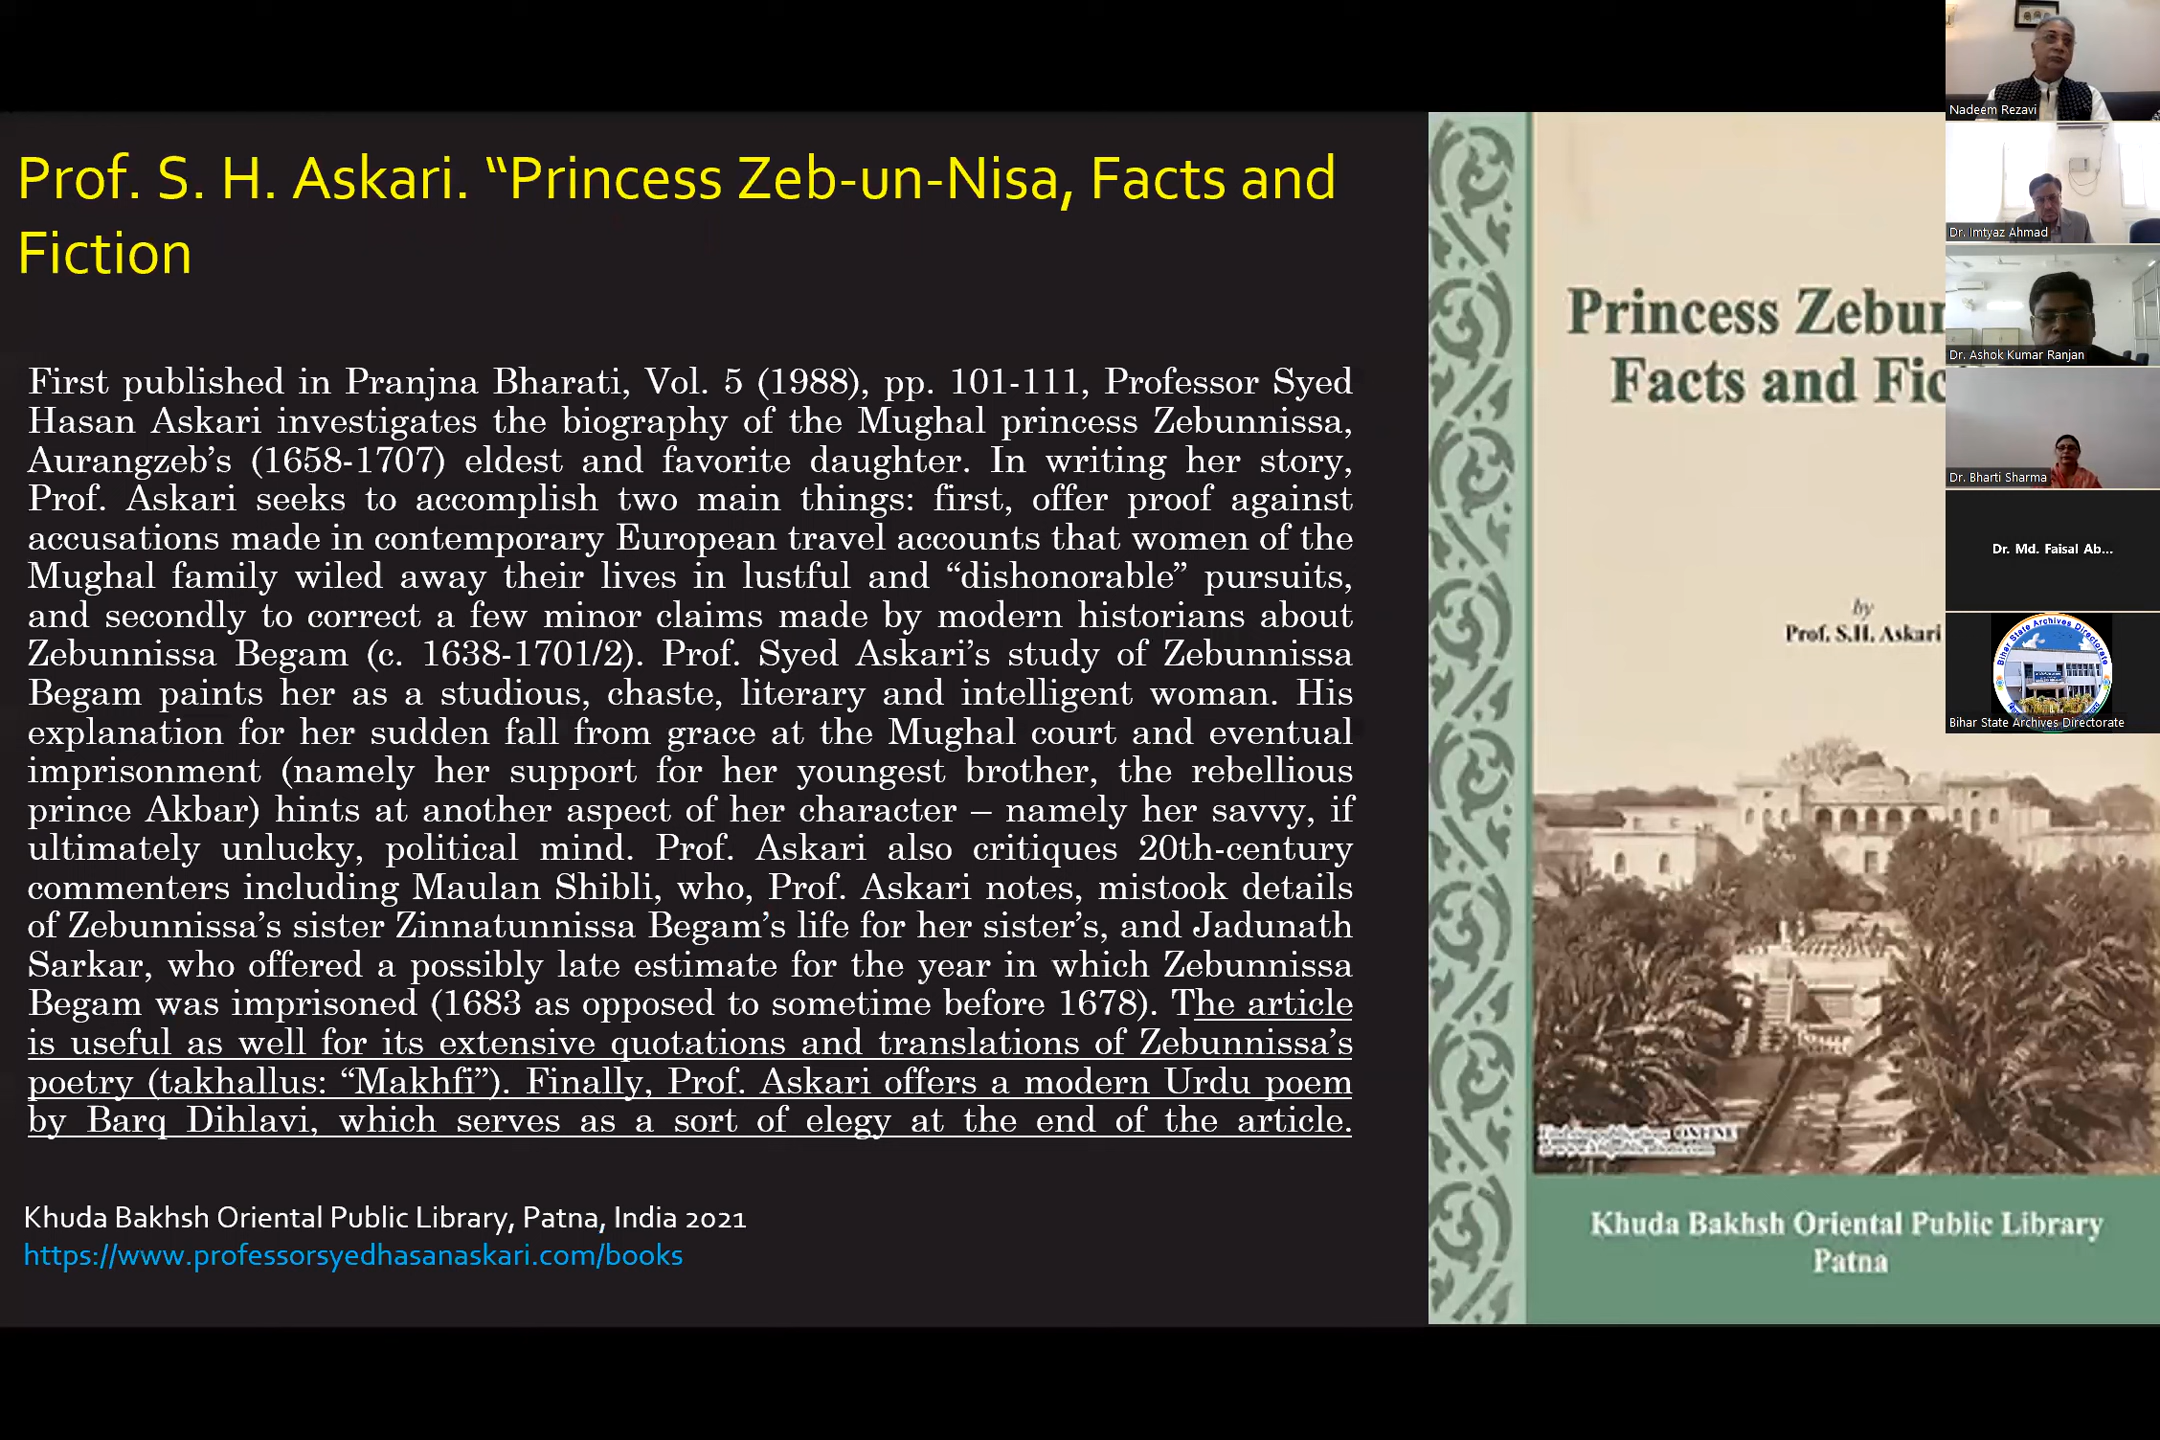 Prof. S. H. Askari. “Princess Zeb-un-Nisa, Facts and
Fiction
First published in Pranjna Bharati, Vol. 5 (1988), pp. 101-111, Professor Syed
Hasan Askari investigates the biography of the Mughal princess Zebunnissa,
Aurangzeb’s (1658-1707) eldest and favorite daughter. In writing her story,
Prof. Askari seeks to accomplish two main things: first, offer proof against
accusations made in contemporary European travel accounts that women of the
Mughal family wiled away their lives in lustful and “dishonorable” pursuits,
and secondly to correct a few minor claims made by modern historians about
Zebunnissa Begam (c. 1638-1701/2). Prof. Syed Askari’s study of Zebunnissa
Begam paints her as a studious, chaste, literary and intelligent woman. His
explanation for her sudden fall from grace at the Mughal court and eventual
imprisonment (namely her support for her youngest brother, the rebellious
prince Akbar) hints at another aspect of her character – namely her savvy, if
ultimately unlucky, political mind. Prof. Askari also critiques 20th-century
commenters including Maulan Shibli, who, Prof. Askari notes, mistook details
of Zebunnissa’s sister Zinnatunnissa Begam’s life for her sister’s, and Jadunath
Sarkar, who offered a possibly late estimate for the year in which Zebunnissa
Begam was imprisoned (1683 as opposed to sometime before 1678). The article
is useful as well for its extensive quotations and translations of Zebunnissa’s
poetry (takhallus: “Makhfi”). Finally, Prof. Askari offers a modern Urdu poem
by Barq Dihlavi, which serves as a sort of elegy at the end of the article.
Khuda Bakhsh Oriental Public Library, Patna, India 2021
https://www.professorsyedhasanaskari.com/books
Princess Zebun
Facts and Fic
by
Prof. S.H. Askari
ONLINE
Khuda Bakhsh Oriental Public Library
Patna
Nadeem Rezavi
Dr. Imtyaz Ahmad
Dr. Ashok Kumar Ranjan
Dr. Bharti Sharma
Dr. Md. Faisal Ab...
Bihar State Archives Directorate
Bihar State Archives Directorate